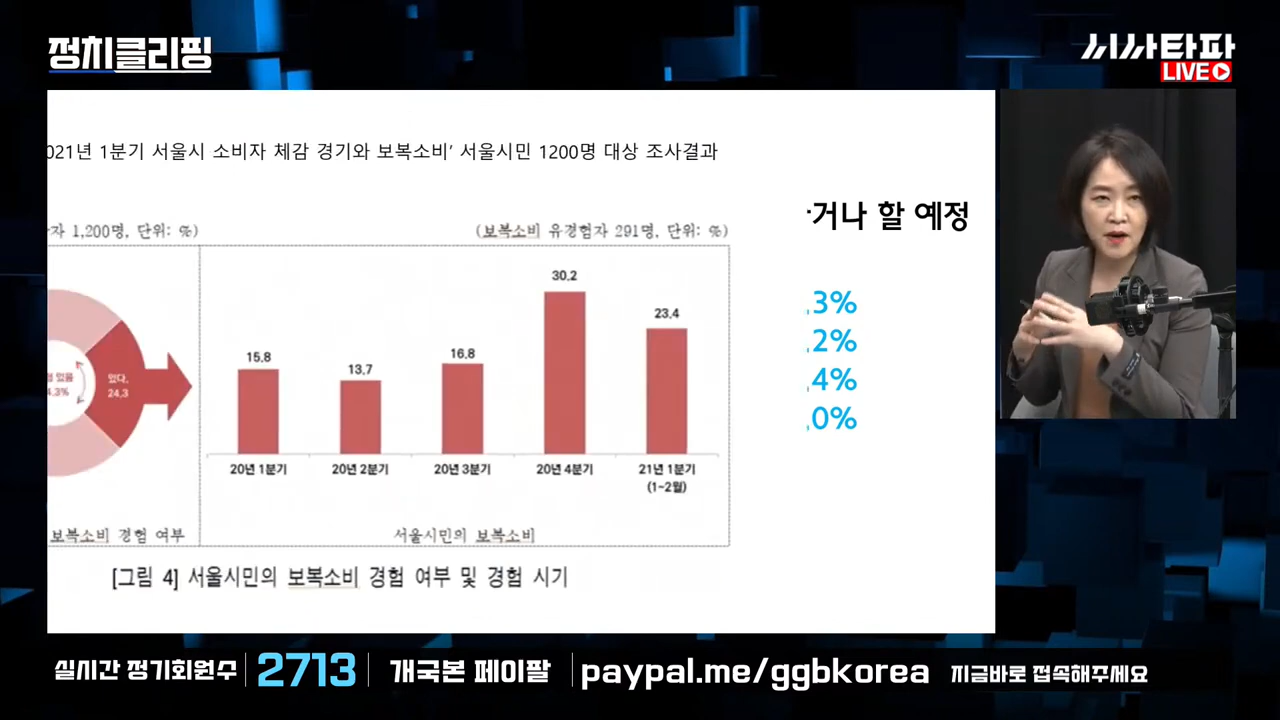 정치클리핑
시사타파
LIVE
021년 1분기 서울시 소비자 체감 경기와 보복소비’ 서울시민 1200명 대상 조사결과
거나 할 예정
자 1,200명, 단위: %)
(보복소비 유경험자 291명, 단위: %)
.3%
.2%
.4%
.0%
30.2
23.4
15.8
13.7
16.8
있음
4.3%
있다.
24.3
20년 1분기
20년 2분기
20년 3분기
20년 4분기
21년 1분기
(1-2월)
보복소비 경험 여부
서울시민의 보복소비
[그림 4] 서울시민의 보복소비 경험 여부 및 경험 시기
실시간 정기회원수 2713 개국본 페이팔 paypal.me/ggbkorea 지금바로 접속해주세요